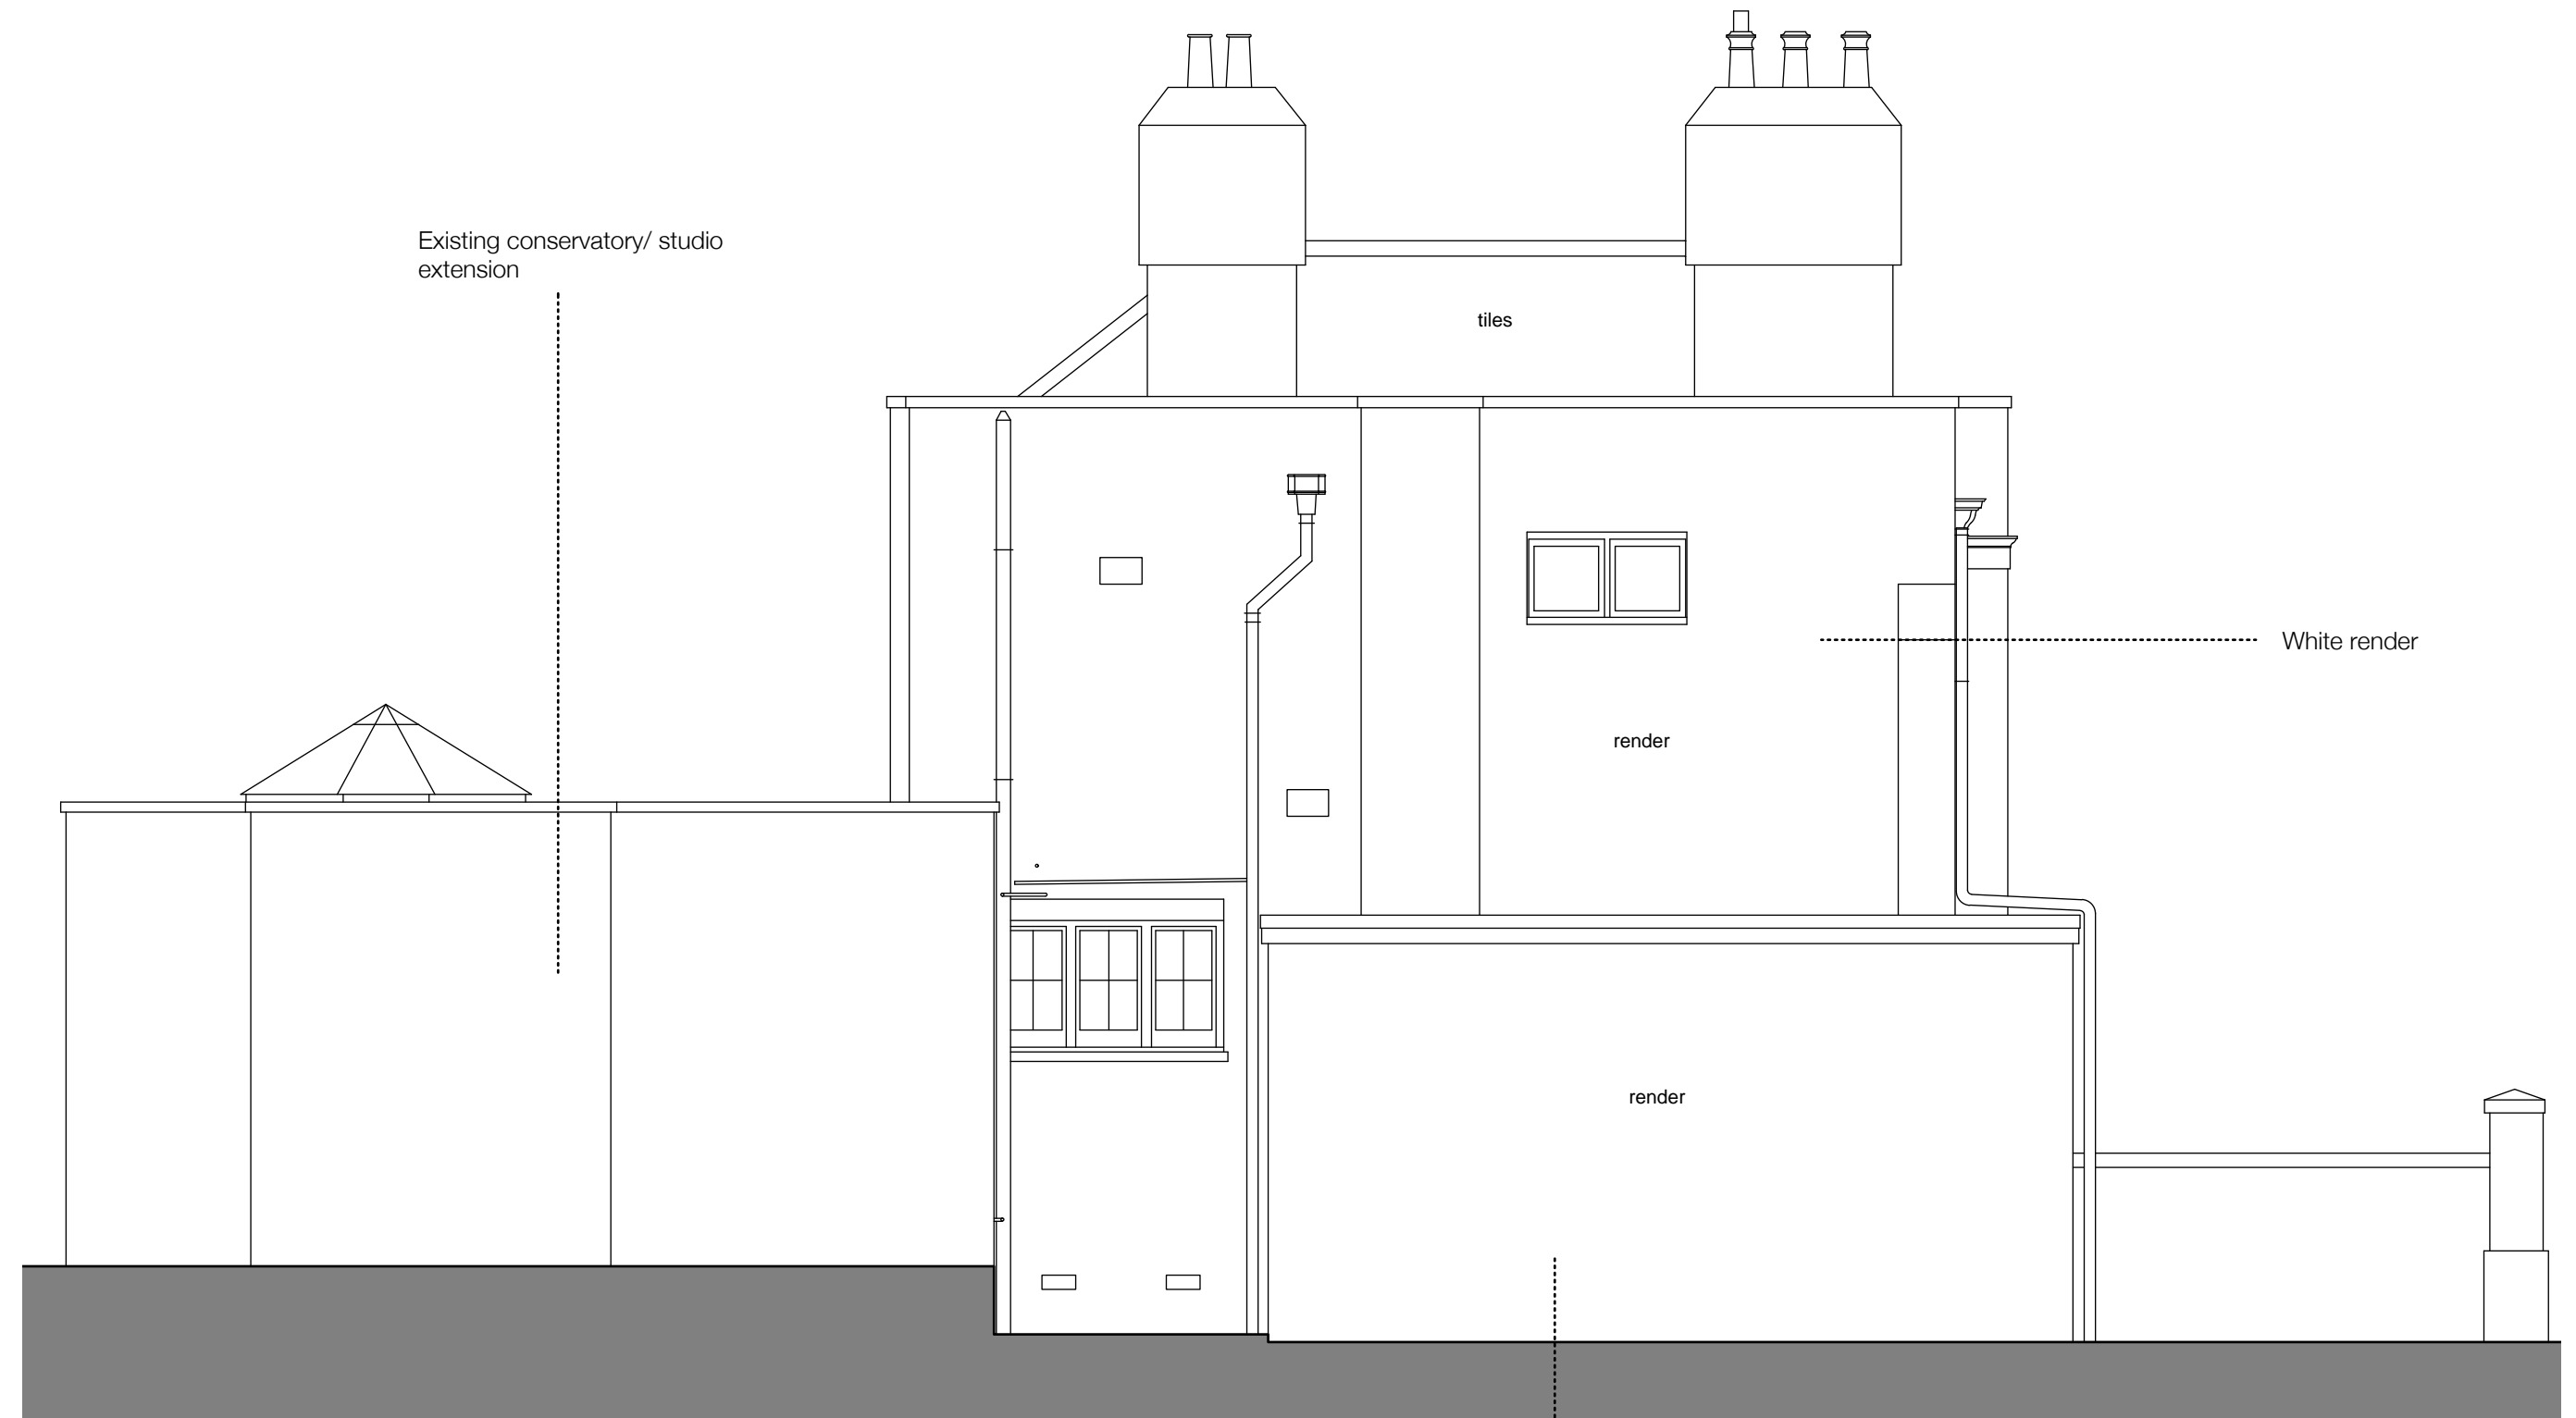 Existing conservatory/ studio
extension
tiles
White render
render
render